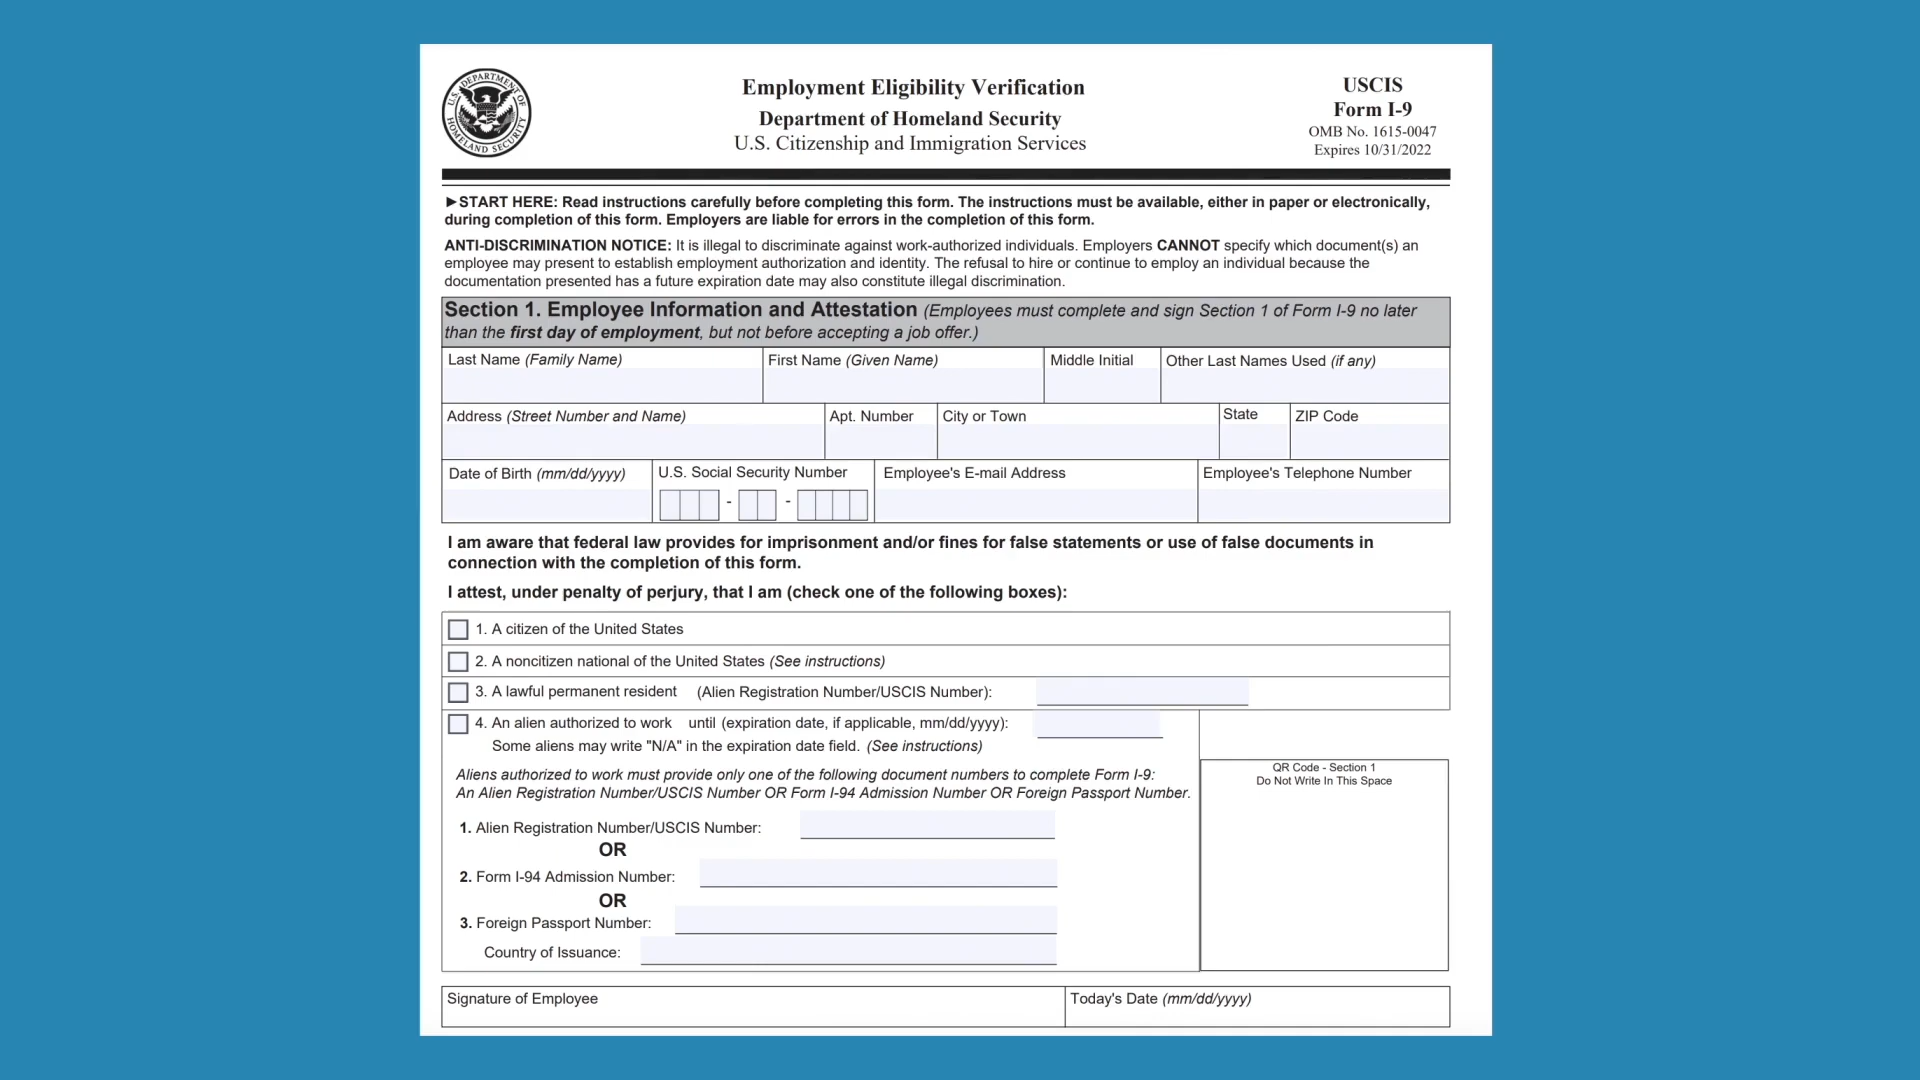 U.S. DEPARTMENT OF HOMELAND SECURITY
Employment Eligibility Verification
Department of Homeland Security
U.S. Citizenship and Immigration Services
USCIS
Form I-9
OMB No. 1615-0047
Expires 10/31/2022
►START HERE: Read instructions carefully before completing this form. The instructions must be available, either in paper or electronically,
during completion of this form. Employers are liable for errors in the completion of this form.
ANTI-DISCRIMINATION NOTICE: It is illegal to discriminate against work-authorized individuals. Employers CANNOT specify which document(s) an
employee may present to establish employment authorization and identity. The refusal to hire or continue to employ an individual because the
documentation presented has a future expiration date may also constitute illegal discrimination.
Section 1. Employee Information and Attestation (Employees must complete and sign Section 1 of Form I-9 no later
than the first day of employment, but not before accepting a job offer.)
Last Name (Family Name) First Name (Given Name) Middle Initial Other Last Names Used (if any)
Address (Street Number and Name) Apt. Number City or Town State ZIP Code
Date of Birth (mm/dd/yyyy) U.S. Social Security Number Employee's E-mail Address Employee's Telephone Number
- -
I am aware that federal law provides for imprisonment and/or fines for false statements or use of false documents in
connection with the completion of this form.
I attest, under penalty of perjury, that I am (check one of the following boxes):
1. A citizen of the United States
2. A noncitizen national of the United States (See instructions)
3. A lawful permanent resident (Alien Registration Number/USCIS Number):
4. An alien authorized to work until (expiration date, if applicable, mm/dd/yyyy):
Some aliens may write "N/A" in the expiration date field. (See instructions)
Aliens authorized to work must provide only one of the following document numbers to complete Form I-9:
An Alien Registration Number/USCIS Number OR Form I-94 Admission Number OR Foreign Passport Number.
1. Alien Registration Number/USCIS Number:
OR
2. Form I-94 Admission Number:
OR
3. Foreign Passport Number:
Country of Issuance:
QR Code - Section 1
Do Not Write In This Space
Signature of Employee Today's Date (mm/dd/yyyy)